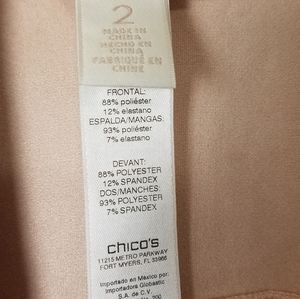 2
MADE IN
CHINA
HECHO EN
CHINA
FABRIQUÉ EN
CHINE
FRONTAL:
88% poliéster
12% elastano
ESPALDA/MANGAS:
93% poliéster
7% elastano
DEVANT:
88% POLYESTER
12% SPANDEX
DOS/MANCHES:
93% POLYESTER
7% SPANDEX
chico's
11215 METRO PARKWAY
FORT MYERS, FL 33966
Importado en México por:
Importadora Globastic
S.A. de C.V.
200